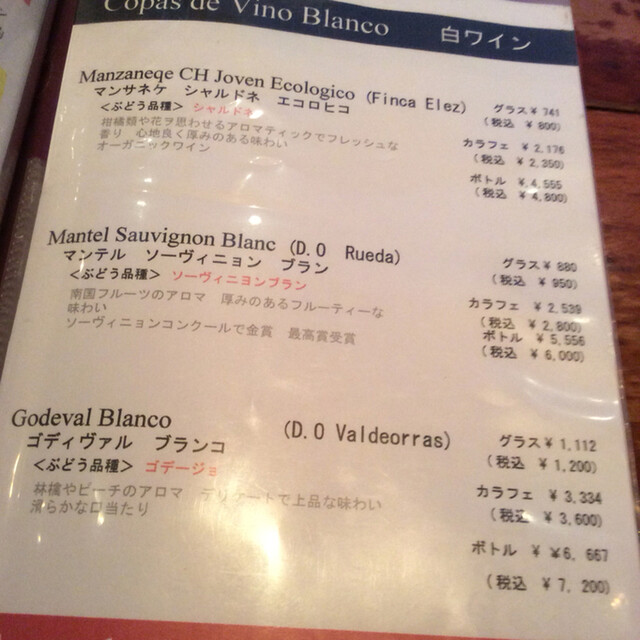 Copas de Vino Blanco 白ワイン
Manzaneqe CH Joven Ecologico (Finca Elez)
マンサネケ シャルドネ エコロヒコ
グラス¥ 741
<ぶどう品種> シャルドネ
(税込 ¥ 800)
柑橘類や花を思わせるアロマティックでフレッシュな
香り 心地良く厚みのある味わい
オーガニックワイン
カラフェ ¥ 2,176
(税込 ¥ 2,350)
ボトル ¥,4,555
(税込 ¥ 4,800)
Mantel Sauvignon Blanc (D.O Rueda)
マンテル ソーヴィニョン ブラン
グラス¥ 880
<ぶどう品種> ソーヴィニヨンブラン
(税込 ¥ 950)
南国フルーツのアロマ 厚みのあるフルーティーな
味わい
ソーヴィニョンコンクールで金賞 最高賞受賞
カラフェ ¥ 2,539
(税込 ¥ 2,800)
ボトル ¥ 5,556
(税込 ¥ 6,000)
Godeval Blanco (D.O Valdeorras)
ゴディヴァル ブランコ
グラス¥ 1,112
<ぶどう品種> ゴデージョ
(税込 ¥ 1,200)
林檎やピーチのアロマ デリケートで上品な味わい
滑らかな口当たり
カラフェ ¥ 3,334
(税込 ¥ 3,600)
ボトル ¥ ¥6, 667
(税込 ¥ 7, 200)